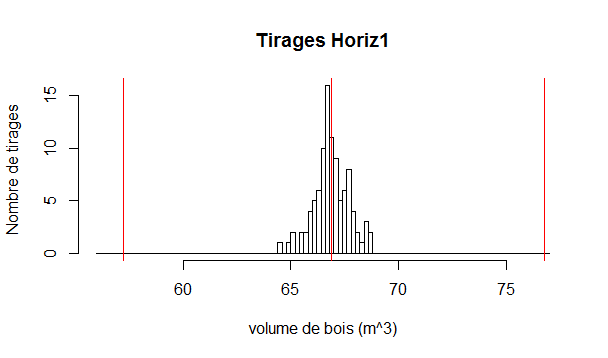 Tirages Horiz1
Nombre de tirages
15
10
5
0
60 65 70 75
volume de bois (m^3)